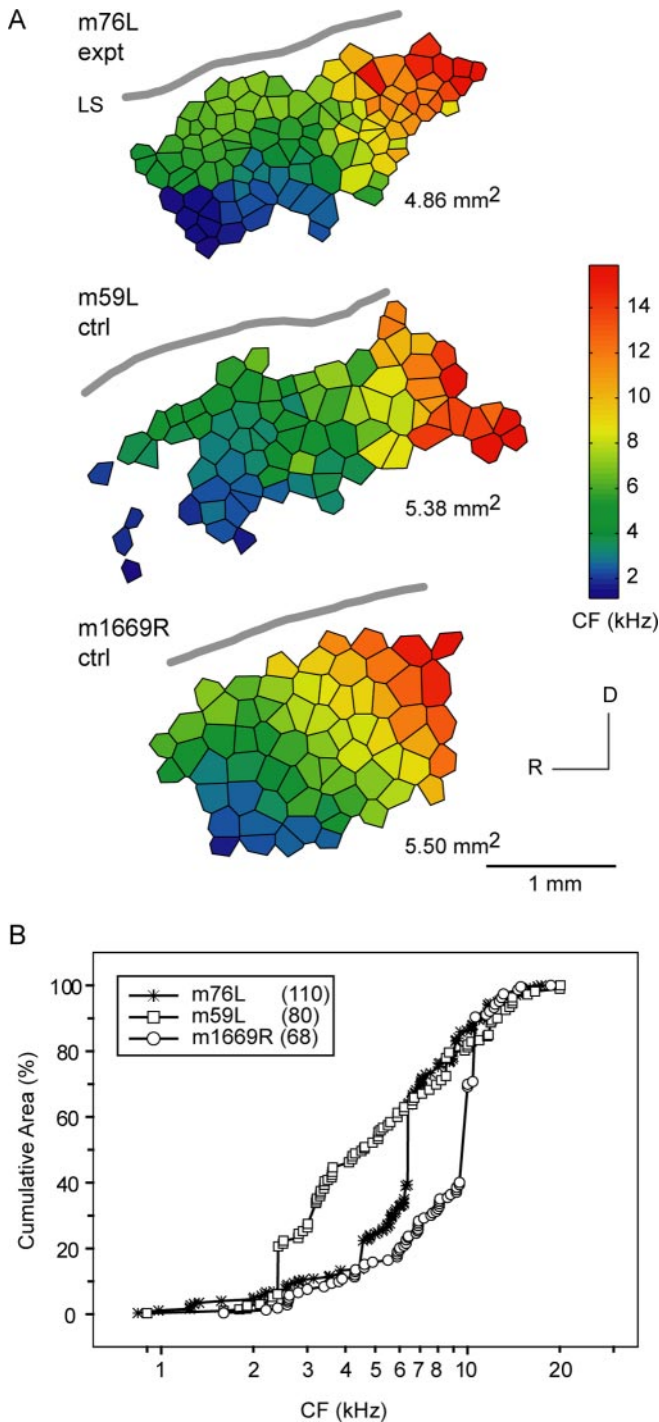 A
m76L
expt
LS
4.86 mm²
m59L
ctrl
5.38 mm²
14
12
10
8
6
4
2
CF (kHz)
m1669R
ctrl
5.50 mm²
D
R
1 mm
B
m76L (110)
m59L (80)
m1669R (68)
100
80
60
40
20
0
Cumulative Area (%)
1 2 3 4 5 6 7 8 10 20
CF (kHz)